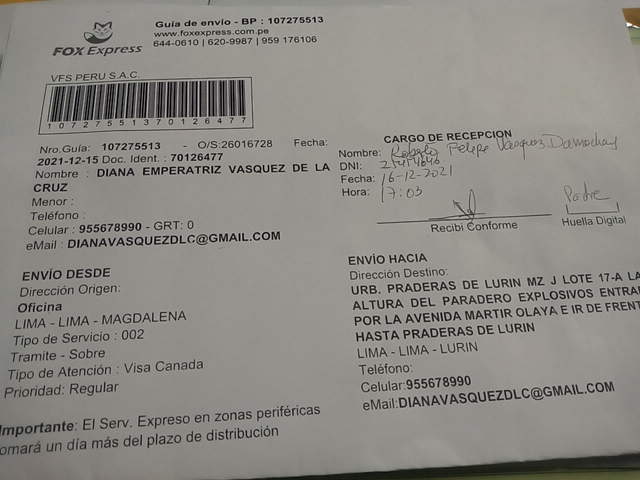 Guía de envío - BP : 107275513
www.foxexpress.com.pe
644-0610 | 620-9987 | 959 176106
FOX Express
VFS PERU S.A.C.
10727551370126477
Nro.Guía: 107275513 - O/S:26016728 Fecha:
2021-12-15 Doc. Ident. : 70126477
Nombre : DIANA EMPERATRIZ VASQUEZ DE LA
CRUZ
Menor :
Teléfono :
Celular : 955678990 - GRT: 0
eMail : DIANAVASQUEZDLC@GMAIL.COM
CARGO DE RECEPCION
Nombre: Felipe Vasquez
DNI:
Fecha: 16-12-2021
Hora: 17:03
Padre
Recibi Conforme
Huella Digital
ENVÍO DESDE
Dirección Origen:
Oficina
LIMA - LIMA - MAGDALENA
Tipo de Servicio : 002
Tramite - Sobre
Tipo de Atención : Visa Canada
Prioridad: Regular
ENVÍO HACIA
Dirección Destino:
URB. PRADERAS DE LURIN MZ J LOTE 17-A LA
ALTURA DEL PARADERO EXPLOSIVOS ENTRA
POR LA AVENIDA MARTIR OLAYA E IR DE FRENT
HASTA PRADERAS DE LURIN
LIMA - LIMA - LURIN
Teléfono:
Celular:955678990
eMail:DIANAVASQUEZDLC@GMAIL.COM
Importante: El Serv. Expreso en zonas periféricas
tomará un día más del plazo de distribución